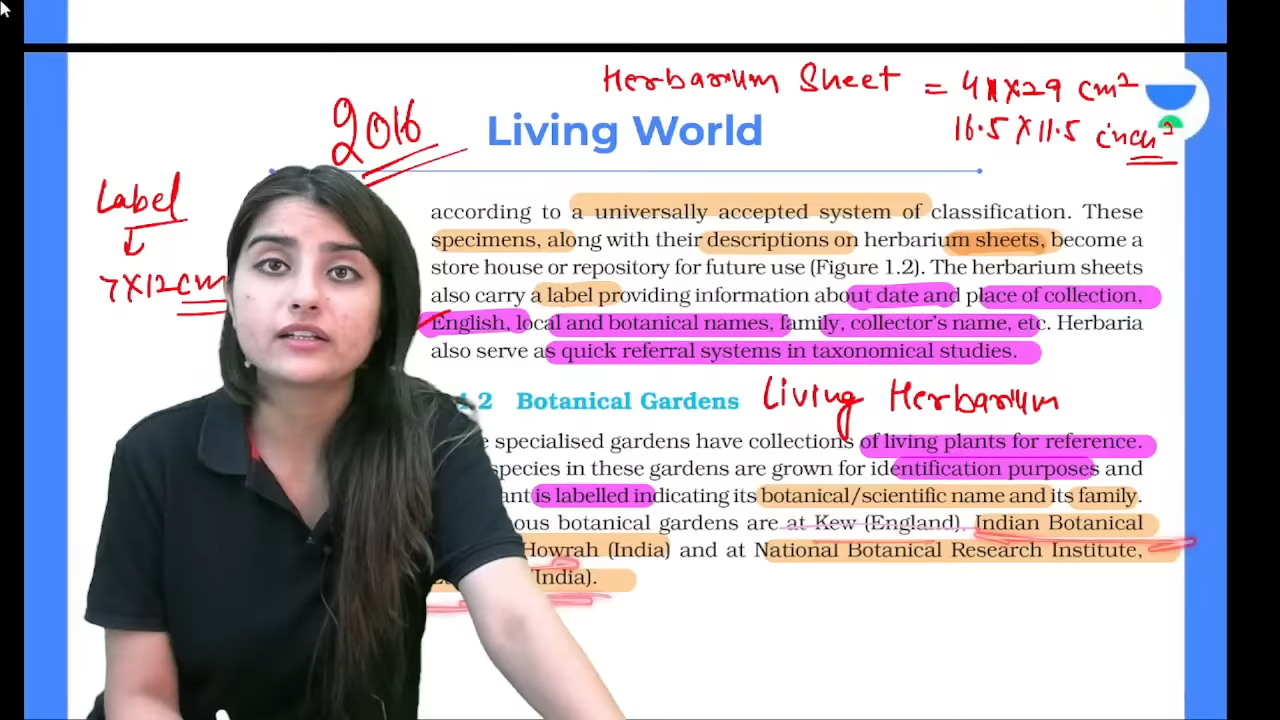 Herbarium Sheet = 41X29 cm²
16.5X11.5 inch²
2016
Living World
Label
7X12cm
according to a universally accepted system of classification. These
specimens, along with their descriptions on herbarium sheets, become a
store house or repository for future use (Figure 1.2). The herbarium sheets
also carry a label providing information about date and place of collection,
English, local and botanical names, family, collector's name, etc. Herbaria
also serve as quick referral systems in taxonomical studies.
.2 Botanical Gardens Living Herbarium
e specialised gardens have collections of living plants for reference.
species in these gardens are grown for identification purposes and
ant is labelled indicating its botanical/scientific name and its family.
ous botanical gardens are at Kew (England), Indian Botanical
Howrah (India) and at National Botanical Research Institute,
(India).